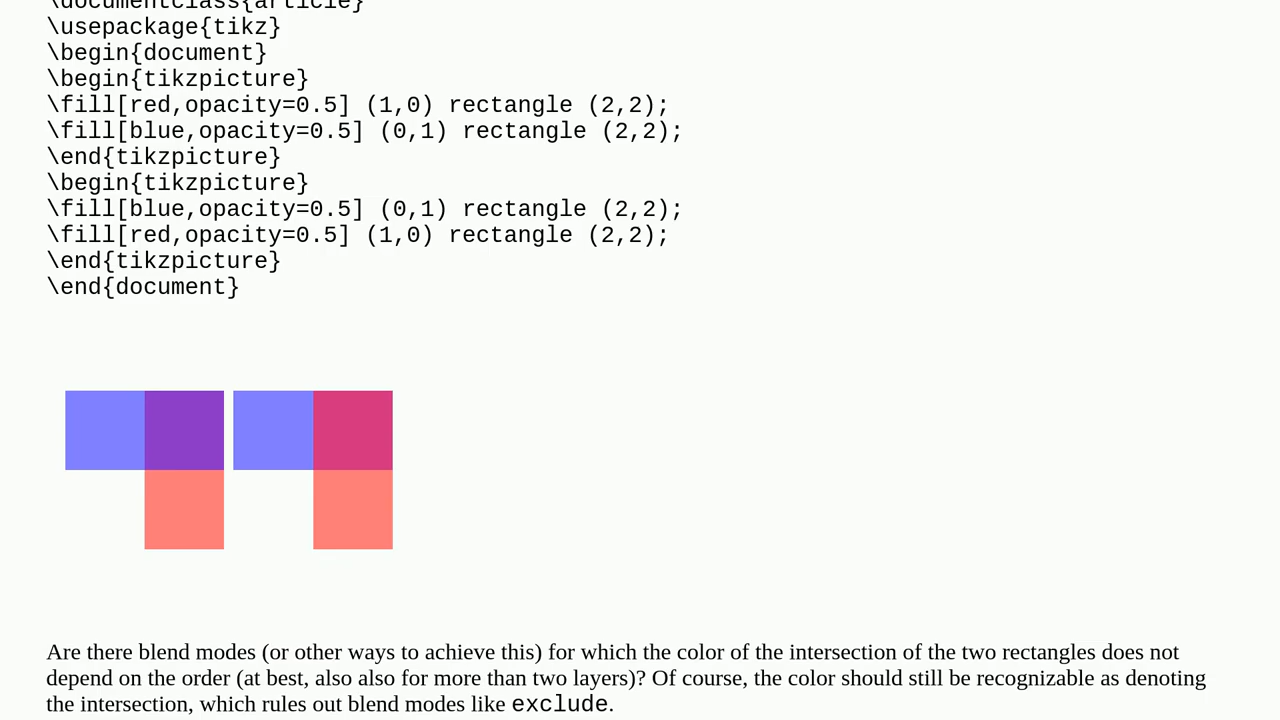 \documentclass{article}
\usepackage{tikz}
\begin{document}
\begin{tikzpicture}
\fill[red,opacity=0.5] (1,0) rectangle (2,2);
\fill[blue,opacity=0.5] (0,1) rectangle (2,2);
\end{tikzpicture}
\begin{tikzpicture}
\fill[blue,opacity=0.5] (0,1) rectangle (2,2);
\fill[red,opacity=0.5] (1,0) rectangle (2,2);
\end{tikzpicture}
\end{document}
Are there blend modes (or other ways to achieve this) for which the color of the intersection of the two rectangles does not
depend on the order (at best, also also for more than two layers)? Of course, the color should still be recognizable as denoting
the intersection, which rules out blend modes like exclude.